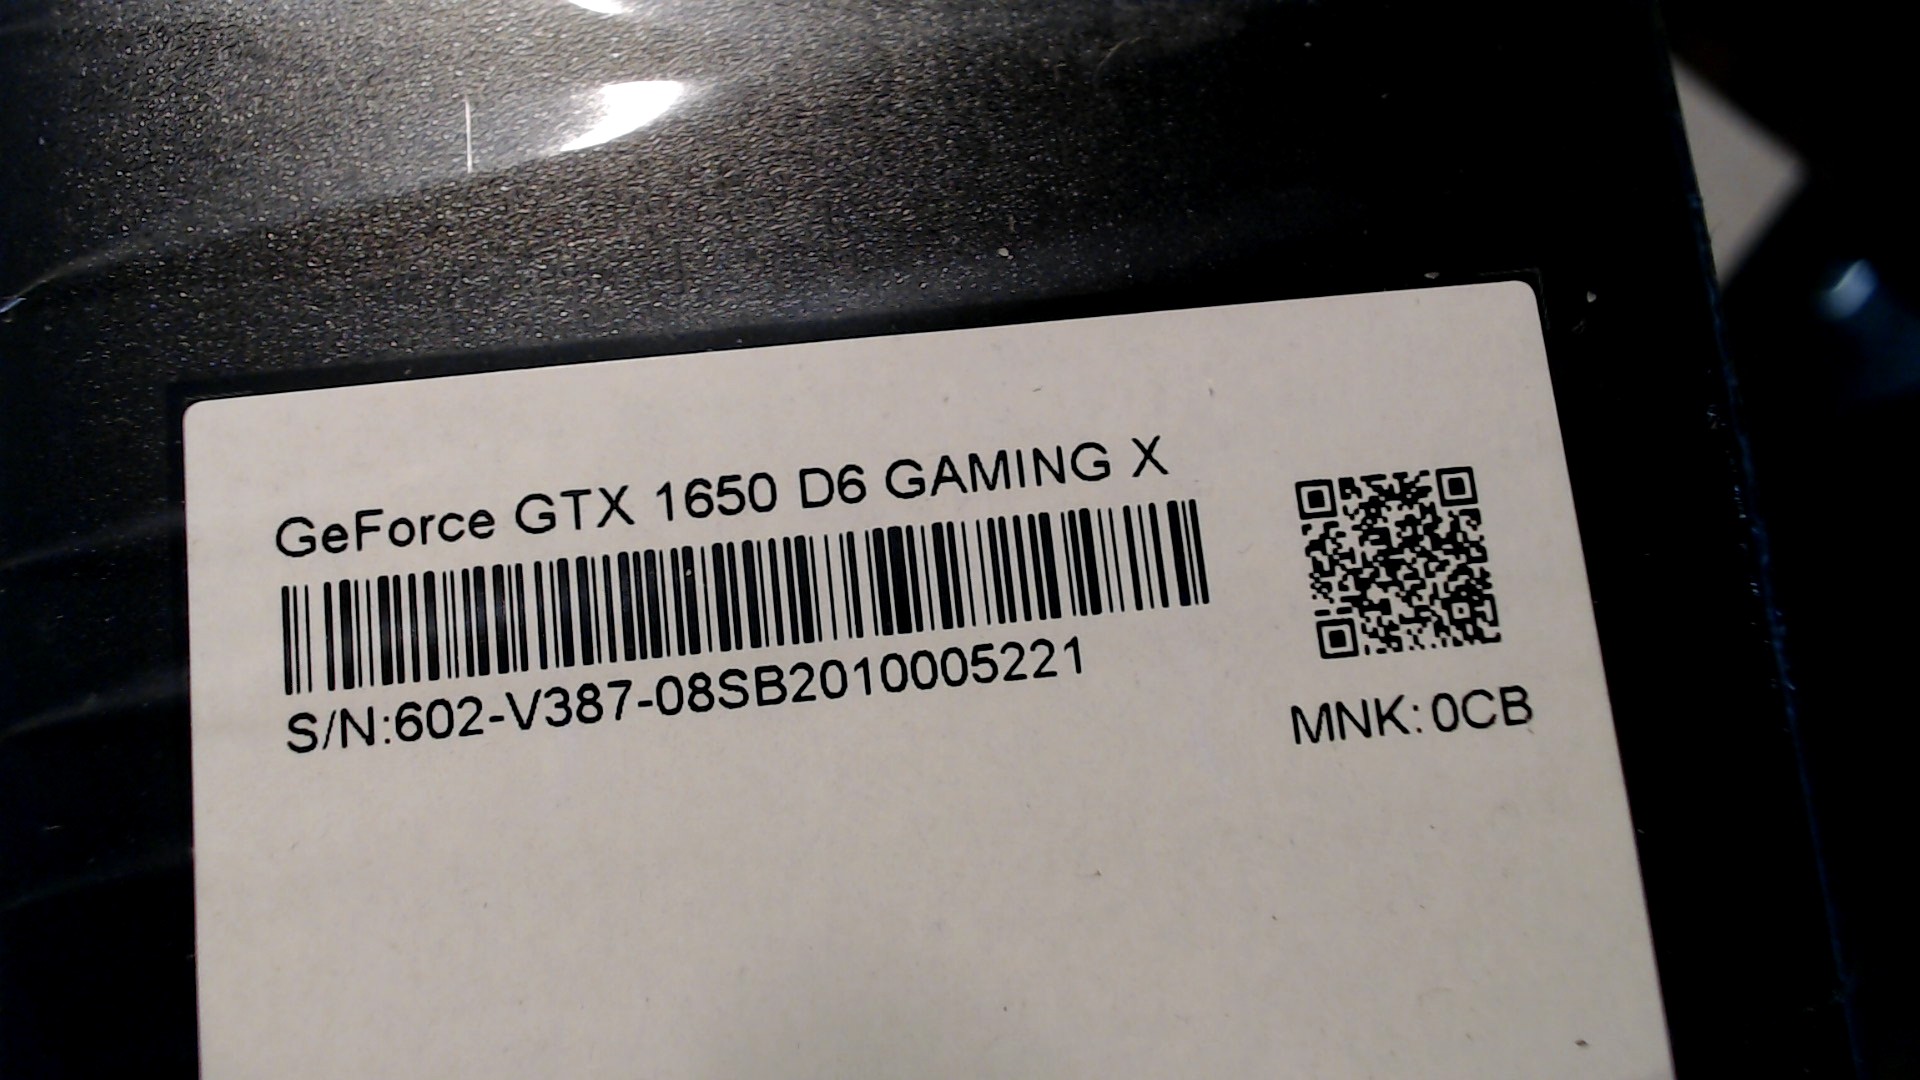 GeForce GTX 1650 D6 GAMING X
S/N:602-V387-08SB2010005221
MNK: 0CB